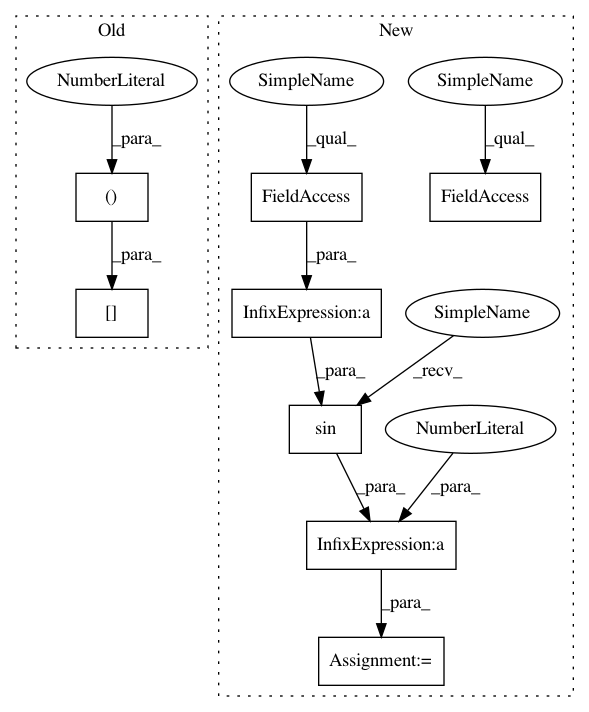 Old
New
NumberLiteral
SimpleName
SimpleName
_para_
_qual_
_qual_
()
FieldAccess
FieldAccess
_para_
_para_
[]
InfixExpression:a
SimpleName
_para_
_recv_
sin
NumberLiteral
_para_
_para_
InfixExpression:a
_para_
Assignment:=